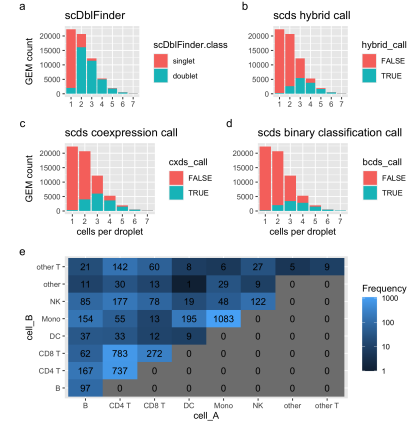 a
scDblFinder
GEM count
20000
15000
10000
5000
0
1 2 3 4 5 6 7
scDblFinder.class
singlet
doublet
b
scds hybrid call
20000
15000
10000
5000
0
1 2 3 4 5 6 7
hybrid_call
FALSE
TRUE
c
scds coexpression call
GEM count
20000
15000
10000
5000
0
1 2 3 4 5 6 7
cells per droplet
cxds_call
FALSE
TRUE
d
scds binary classification call
20000
15000
10000
5000
0
1 2 3 4 5 6 7
cells per droplet
bcds_call
FALSE
TRUE
e
cell_B
other T 21 142 60 8 6 27 5 9
other 11 30 13 1 29 9 0 0
NK 85 177 78 19 48 122 0 0
Mono 154 55 13 195 1083 0 0 0
DC 37 33 12 9 0 0 0 0
CD8 T 62 783 272 0 0 0 0 0
CD4 T 167 737 0 0 0 0 0 0
B 97 0 0 0 0 0 0 0
B CD4 T CD8 T DC Mono NK other other T
cell_A
Frequency
1000
100
10
1